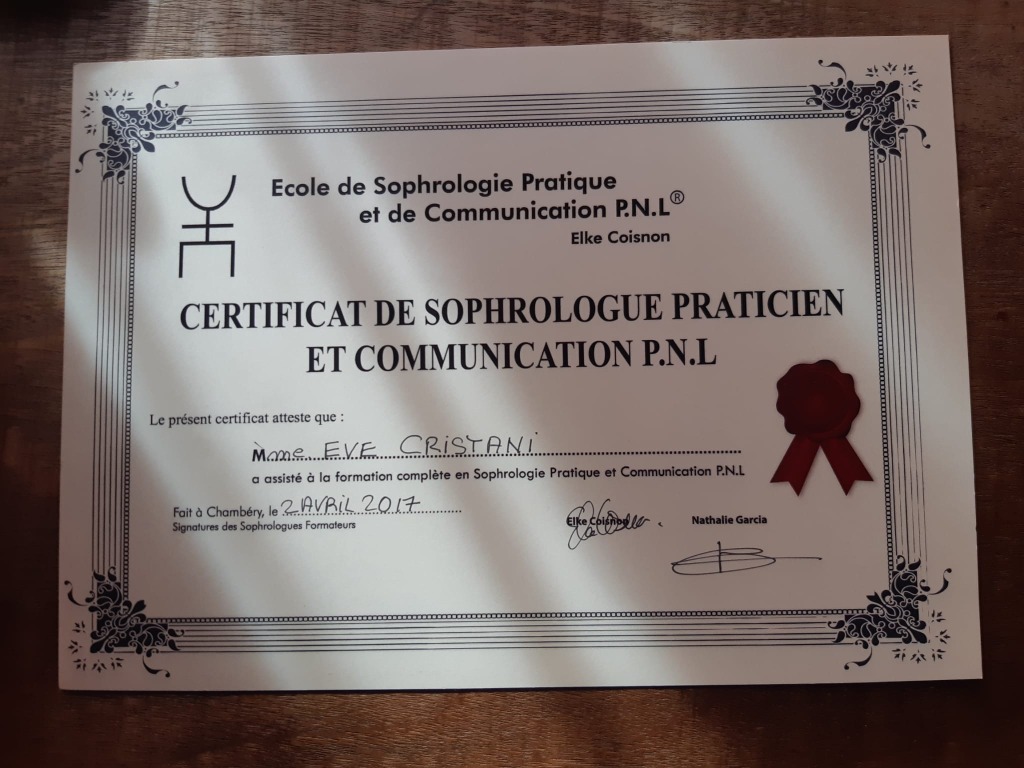 Ecole de Sophrologie Pratique
et de Communication P.N.L®
Elke Coisnon
CERTIFICAT DE SOPHROLOGUE PRATICIEN
ET COMMUNICATION P.N.L
Le présent certificat atteste que :
Mme EVE CRISTANI
a assisté à la formation complète en Sophrologie Pratique et Communication P.N.L
Fait à Chambéry, le 2 AVRIL 2017
Signatures des Sophrologues Formateurs
Elke Coisnon
Nathalie Garcia